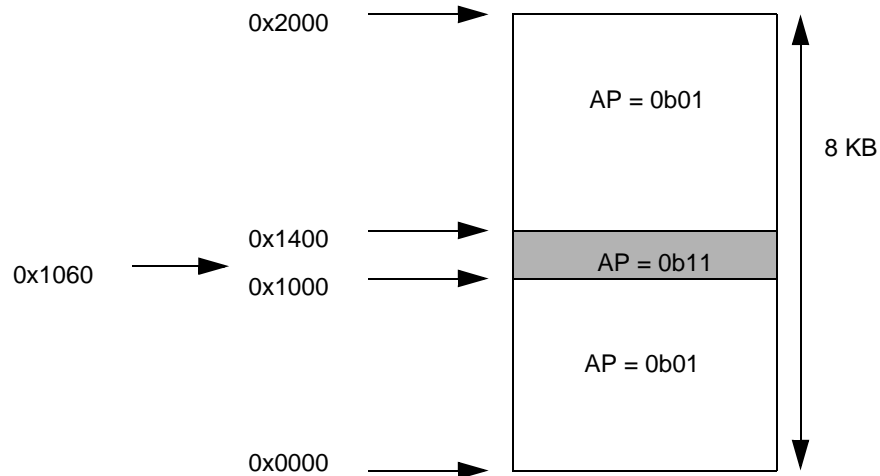 0x2000
AP = 0b01
8 KB
0x1400
AP = 0b11
0x1060
0x1000
AP = 0b01
0x0000